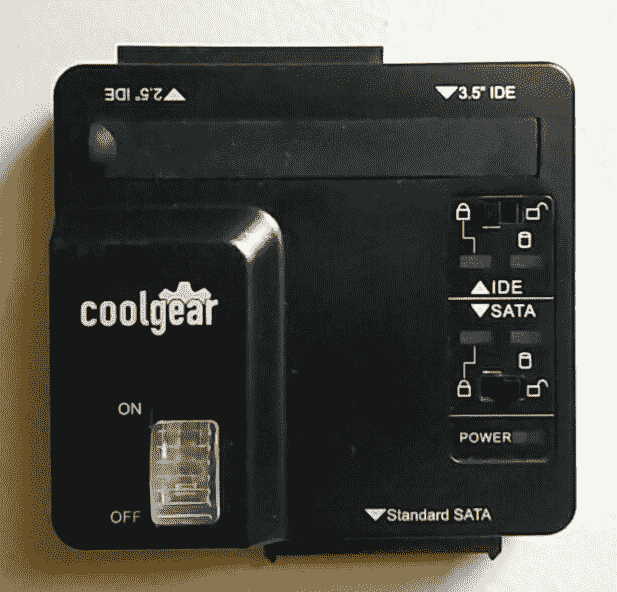 2.5" IDE
3.5" IDE
IDE
SATA
coolgear
ON
OFF
POWER
Standard SATA